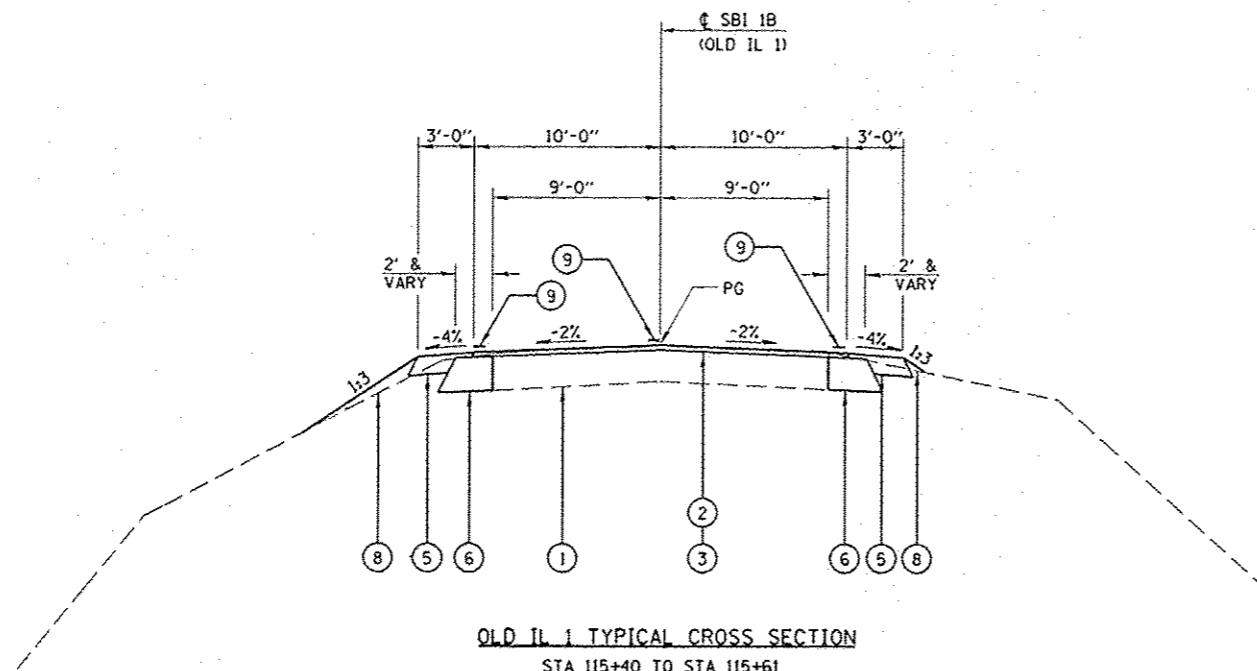 ℄ SBI 1B
(OLD IL 1)
3'-0" 10'-0" 10'-0" 3'-0"
9'-0" 9'-0"
2' &
VARY
9
9
9
2' &
VARY
PG
-4% -2% -2% -4%
1:3
1:3
2
8 5 6 1 3 6 5 8
OLD IL 1 TYPICAL CROSS SECTION
STA 115+40 TO STA 115+61